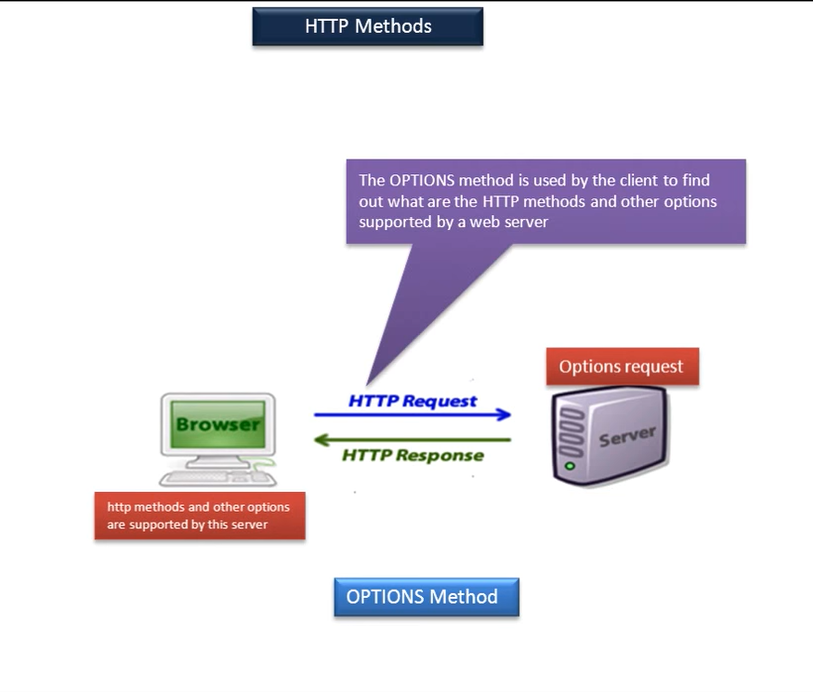 HTTP Methods
The OPTIONS method is used by the client to find
out what are the HTTP methods and other options
supported by a web server
Options request
HTTP Request
Browser
Server
HTTP Response
http methods and other options
are supported by this server
OPTIONS Method